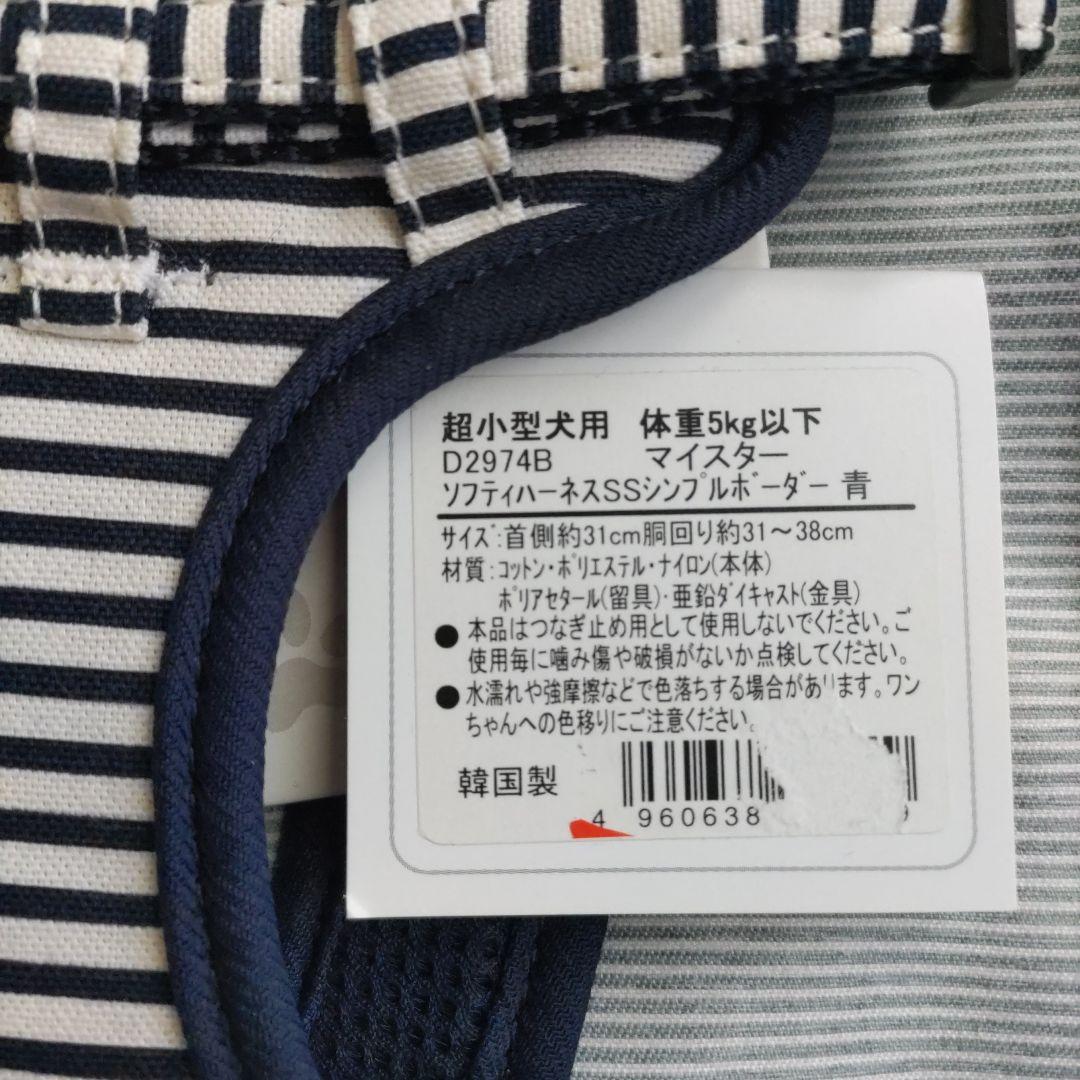 超小型犬用　体重5kg以下
D2974B　マイスター
ソフティハーネスSSシンプルボーダー 青
サイズ:首側約31cm胴回り約31～38cm
材質:コットン・ポリエステル・ナイロン(本体)
ポリアセタール(留具)・亜鉛ダイキャスト(金具)
●本品はつなぎ止め用として使用しないでください。ご
使用毎に噛み傷や破損がないか点検してください。
●水濡れや強摩擦などで色落ちする場合があります。ワン
ちゃんへの色移りにご注意ください。
韓国製
4 960638 9